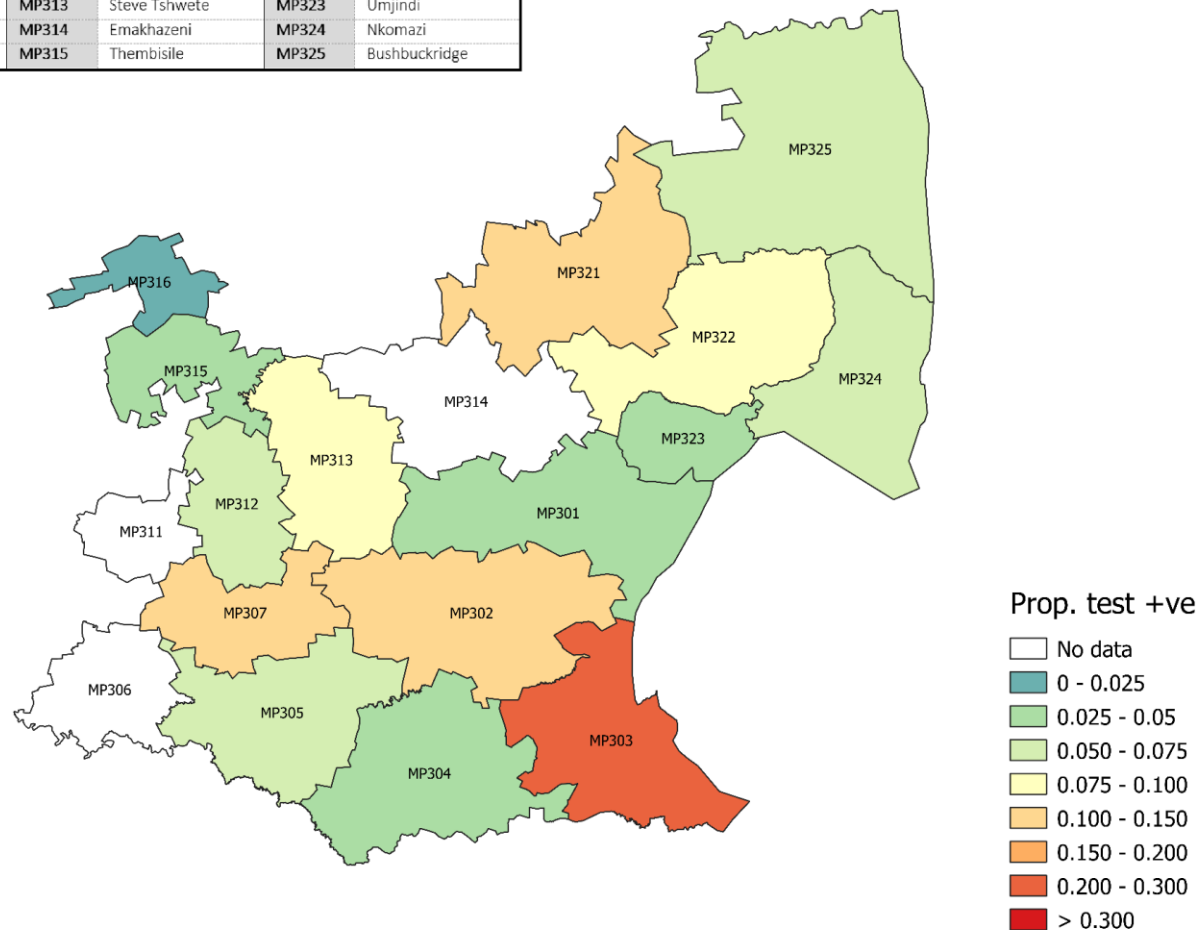 MP313 Steve Tshwete MP323 Umjindi
MP314 Emakhazeni MP324 Nkomazi
MP315 Thembisile MP325 Bushbuckridge
MP325
MP321
MP316
MP322
MP315
MP324
MP314
MP323
MP313
MP312
MP301
MP311
MP307
MP302
MP306
MP305
MP303
MP304
Prop. test +ve
No data
0 - 0.025
0.025 - 0.05
0.050 - 0.075
0.075 - 0.100
0.100 - 0.150
0.150 - 0.200
0.200 - 0.300
> 0.300